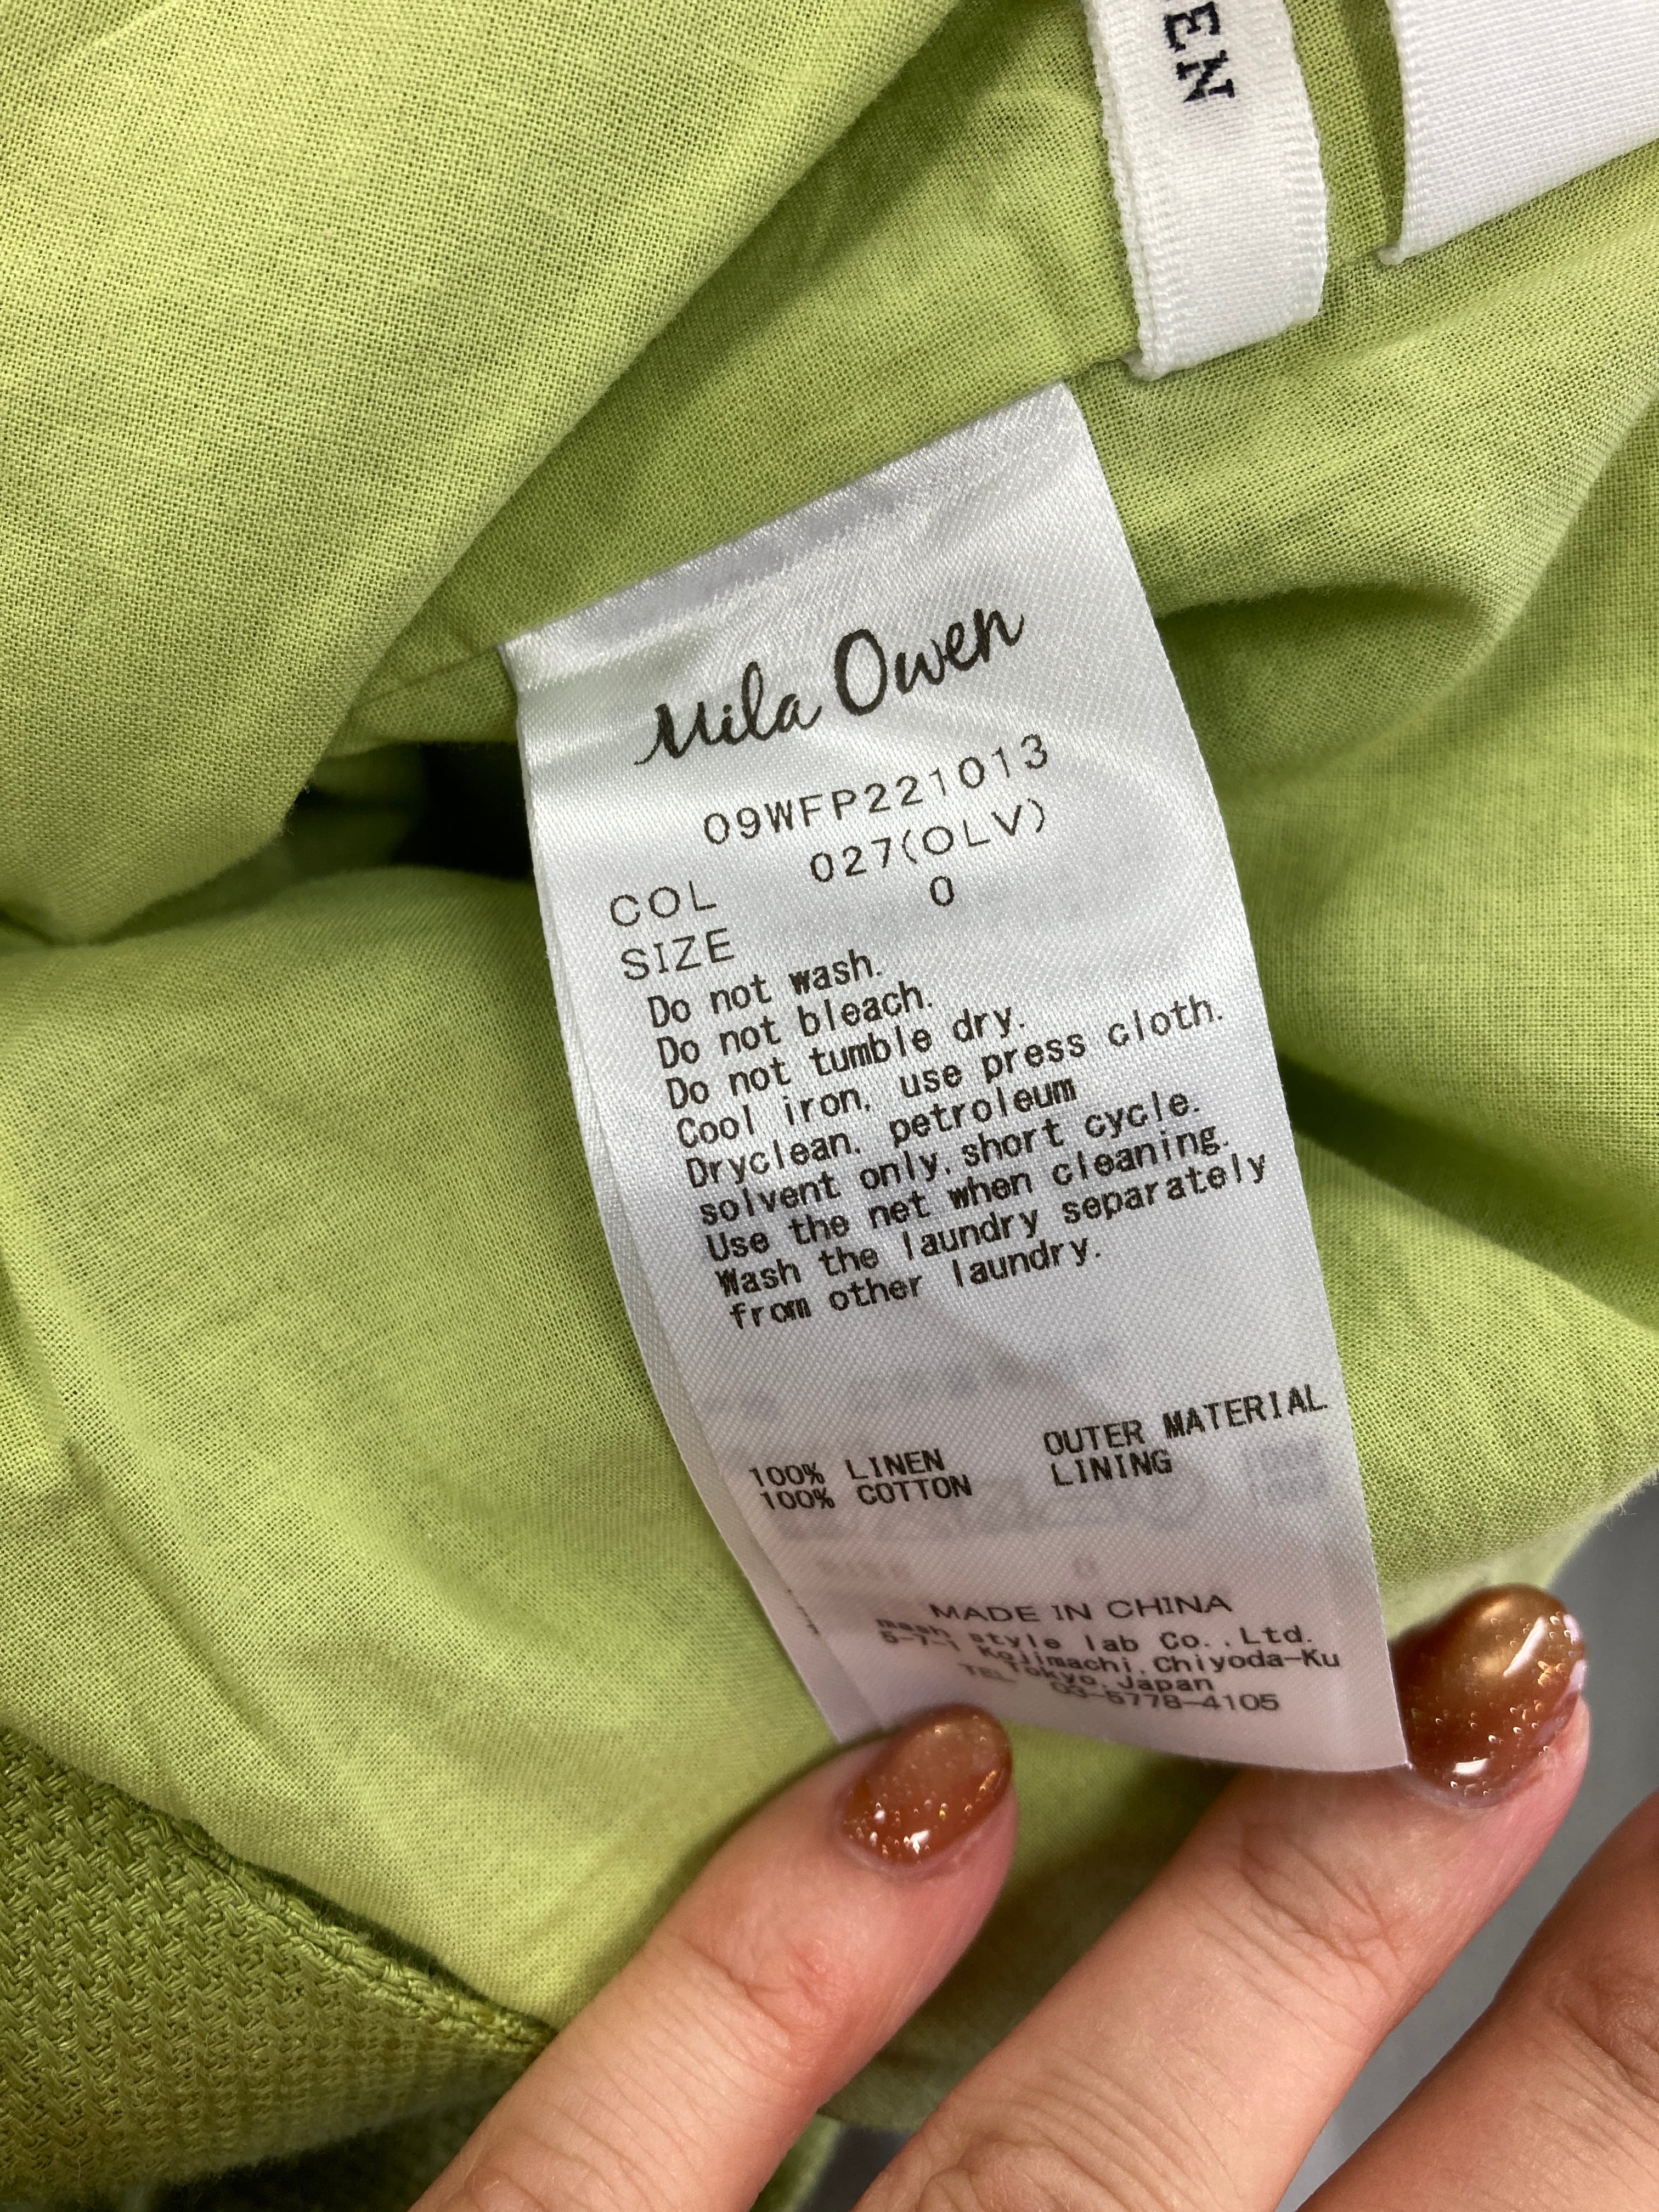 EN
Mila Owen
09WFP221013
COL 027(OLV)
SIZE 0
Do not wash.
Do not bleach.
Do not tumble dry.
Cool iron, use press cloth.
Dryclean, petroleum
solvent only, short cycle.
Use the net when cleaning.
Wash the laundry separately
from other laundry.
OUTER MATERIAL
100% LINEN LINING
100% COTTON
MADE IN CHINA
mash style lab Co.,Ltd.
5-7-1 Kojimachi,Chiyoda-Ku
Tokyo,Japan
TEL 03-5778-4105